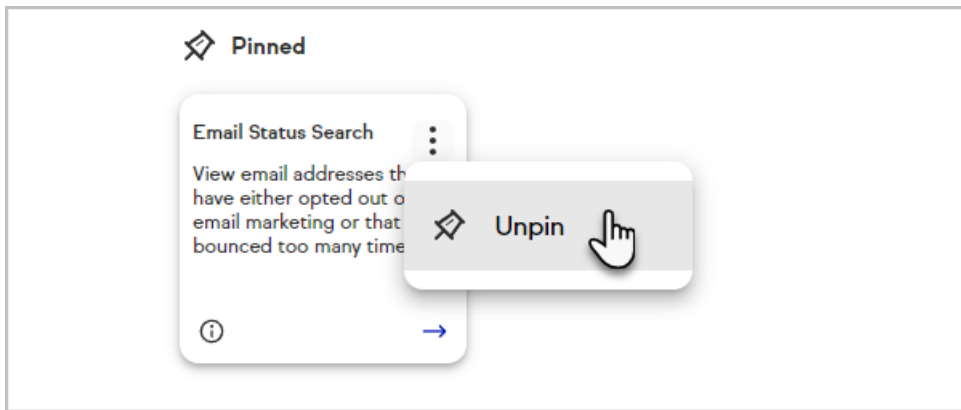 Pinned
Email Status Search
View email addresses th
have either opted out o
email marketing or that
bounced too many time
Unpin